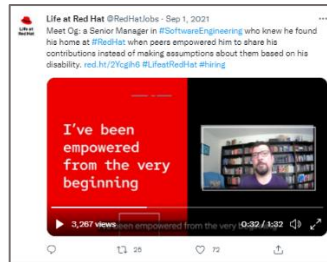 Life at Red Hat @RedHatJobs · Sep 1, 2021
Meet Og: a Senior Manager in #SoftwareEngineering who knew he found
his home at #RedHat when peers empowered him to share his
contributions instead of making assumptions about them based on his
disability. red.ht/2Ycglh6 #LifeatRedHat #hiring
I've been
empowered
from the very
beginning
I've been empowered from the very beginning
3,267 views
0:32 / 1:32
25
72